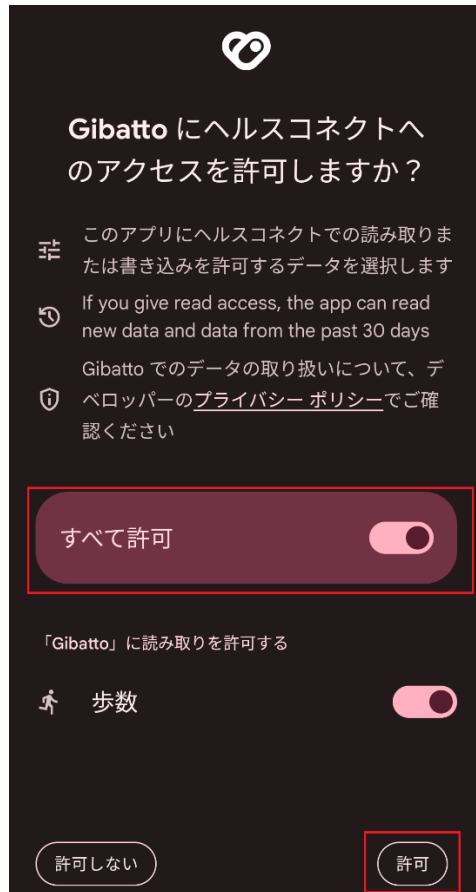 Gibatto にヘルスコネクトへ
のアクセスを許可しますか？
このアプリにヘルスコネクトでの読み取りま
たは書き込みを許可するデータを選択します
If you give read access, the app can read
new data and data from the past 30 days
Gibatto でのデータの取り扱いについて、デ
ベロッパーのプライバシー ポリシーでご確
認ください
すべて許可
「Gibatto」に読み取りを許可する
歩数
許可しない
許可